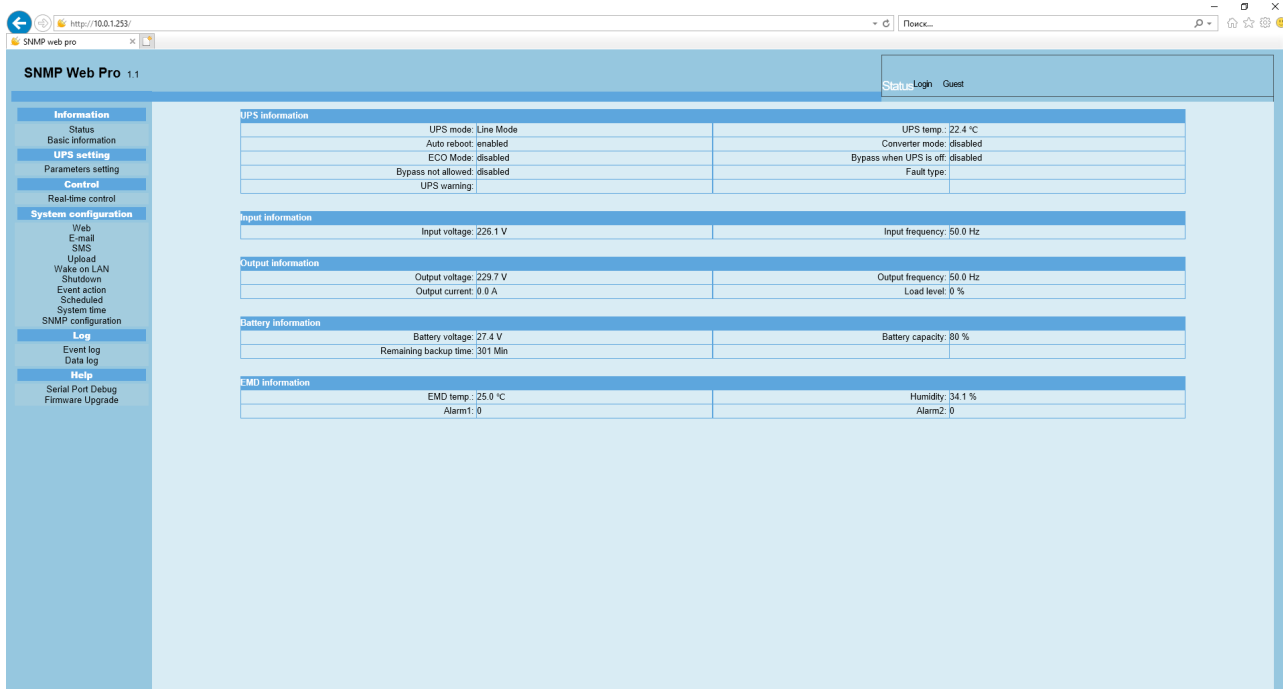 http://10.0.1.253/
Поиск...
SNMP web pro
SNMP Web Pro 1.1
Status Login Guest
Information
Status
Basic information
UPS setting
Parameters setting
Control
Real-time control
System configuration
Web
E-mail
SMS
Upload
Wake on LAN
Shutdown
Event action
Scheduled
System time
SNMP configuration
Log
Event log
Data log
Help
Serial Port Debug
Firmware Upgrade
UPS information
UPS mode: Line Mode UPS temp.: 22.4 °C
Auto reboot: enabled Converter mode: disabled
ECO Mode: disabled Bypass when UPS is off: disabled
Bypass not allowed: disabled Fault type:
UPS warning:
Input information
Input voltage: 226.1 V Input frequency: 50.0 Hz
Output information
Output voltage: 229.7 V Output frequency: 50.0 Hz
Output current: 0.0 A Load level: 0 %
Battery information
Battery voltage: 27.4 V Battery capacity: 80 %
Remaining backup time: 301 Min
EMD information
EMD temp.: 25.0 °C Humidity: 34.1 %
Alarm1: 0 Alarm2: 0